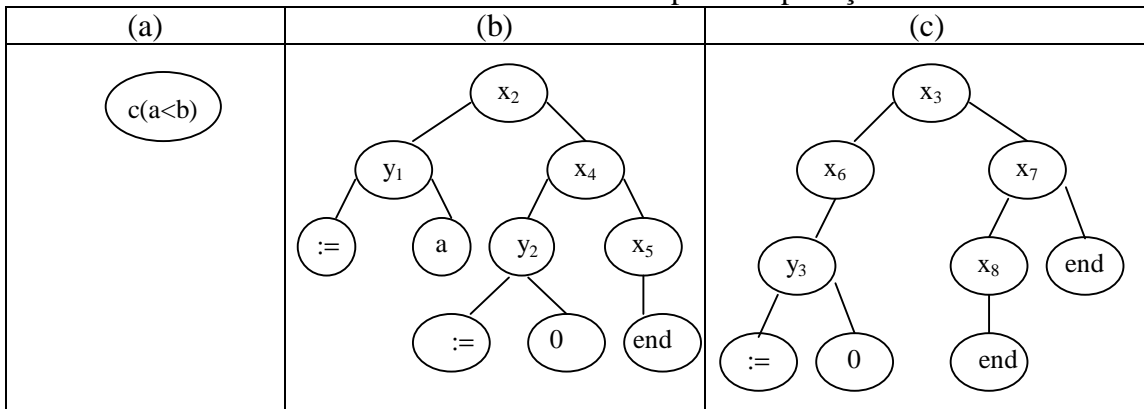 (a) (b) (c)
c(a<b) x₂ x₃
y₁ x₄ x₆ x₇
:= a y₂ x₅ y₃ x₈ end
:= 0 end := 0 end